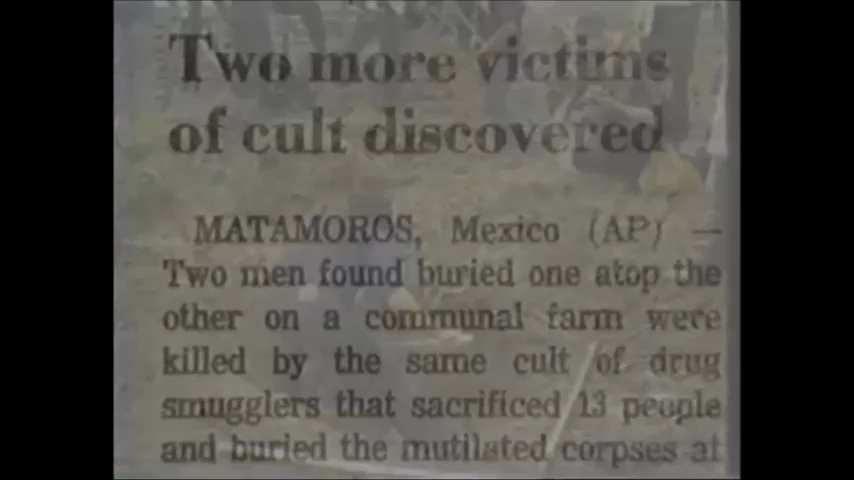 Two more victims
of cult discovered
MATAMOROS, Mexico (AP) —
Two men found buried one atop the
other on a communal farm were
killed by the same cult of drug
smugglers that sacrificed 13 people
and buried the mutilated corpses at